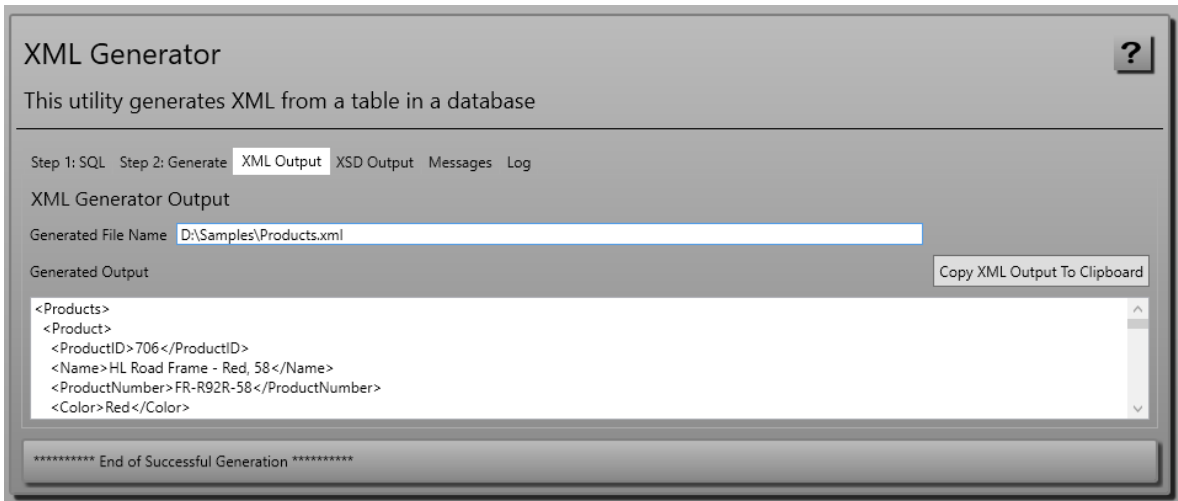 XML Generator
?
This utility generates XML from a table in a database
Step 1: SQL Step 2: Generate XML Output XSD Output Messages Log
XML Generator Output
Generated File Name D:\Samples\Products.xml
Generated Output Copy XML Output To Clipboard
<Products>
<Product>
<ProductID>706</ProductID>
<Name>HL Road Frame - Red, 58</Name>
<ProductNumber>FR-R92R-58</ProductNumber>
<Color>Red</Color>
********** End of Successful Generation **********